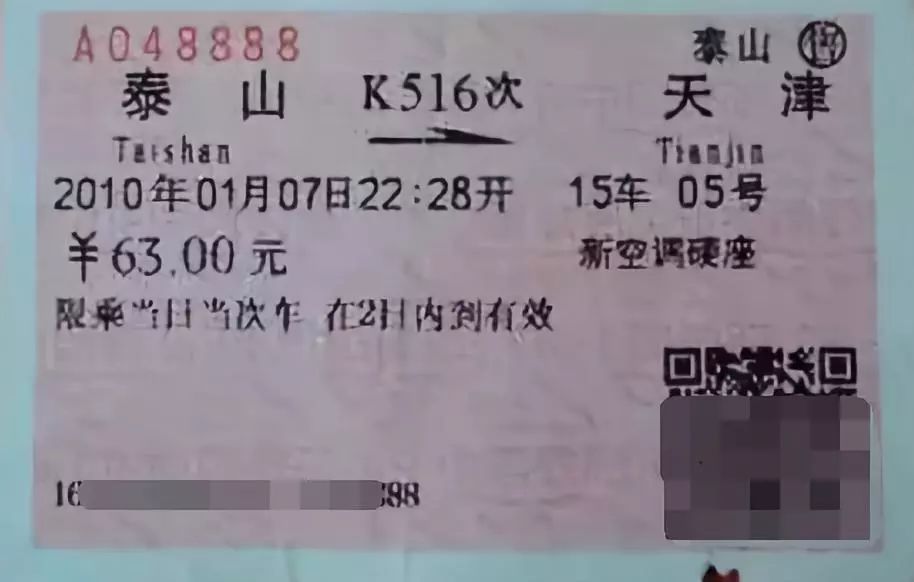 A048888 泰山 售
泰 山 K516次 天 津
Taishan Tianjin
2010年01月07日22:28开 15车 05号
¥63.00 元 新空调硬座
限乘当日当次车 在2日内到有效